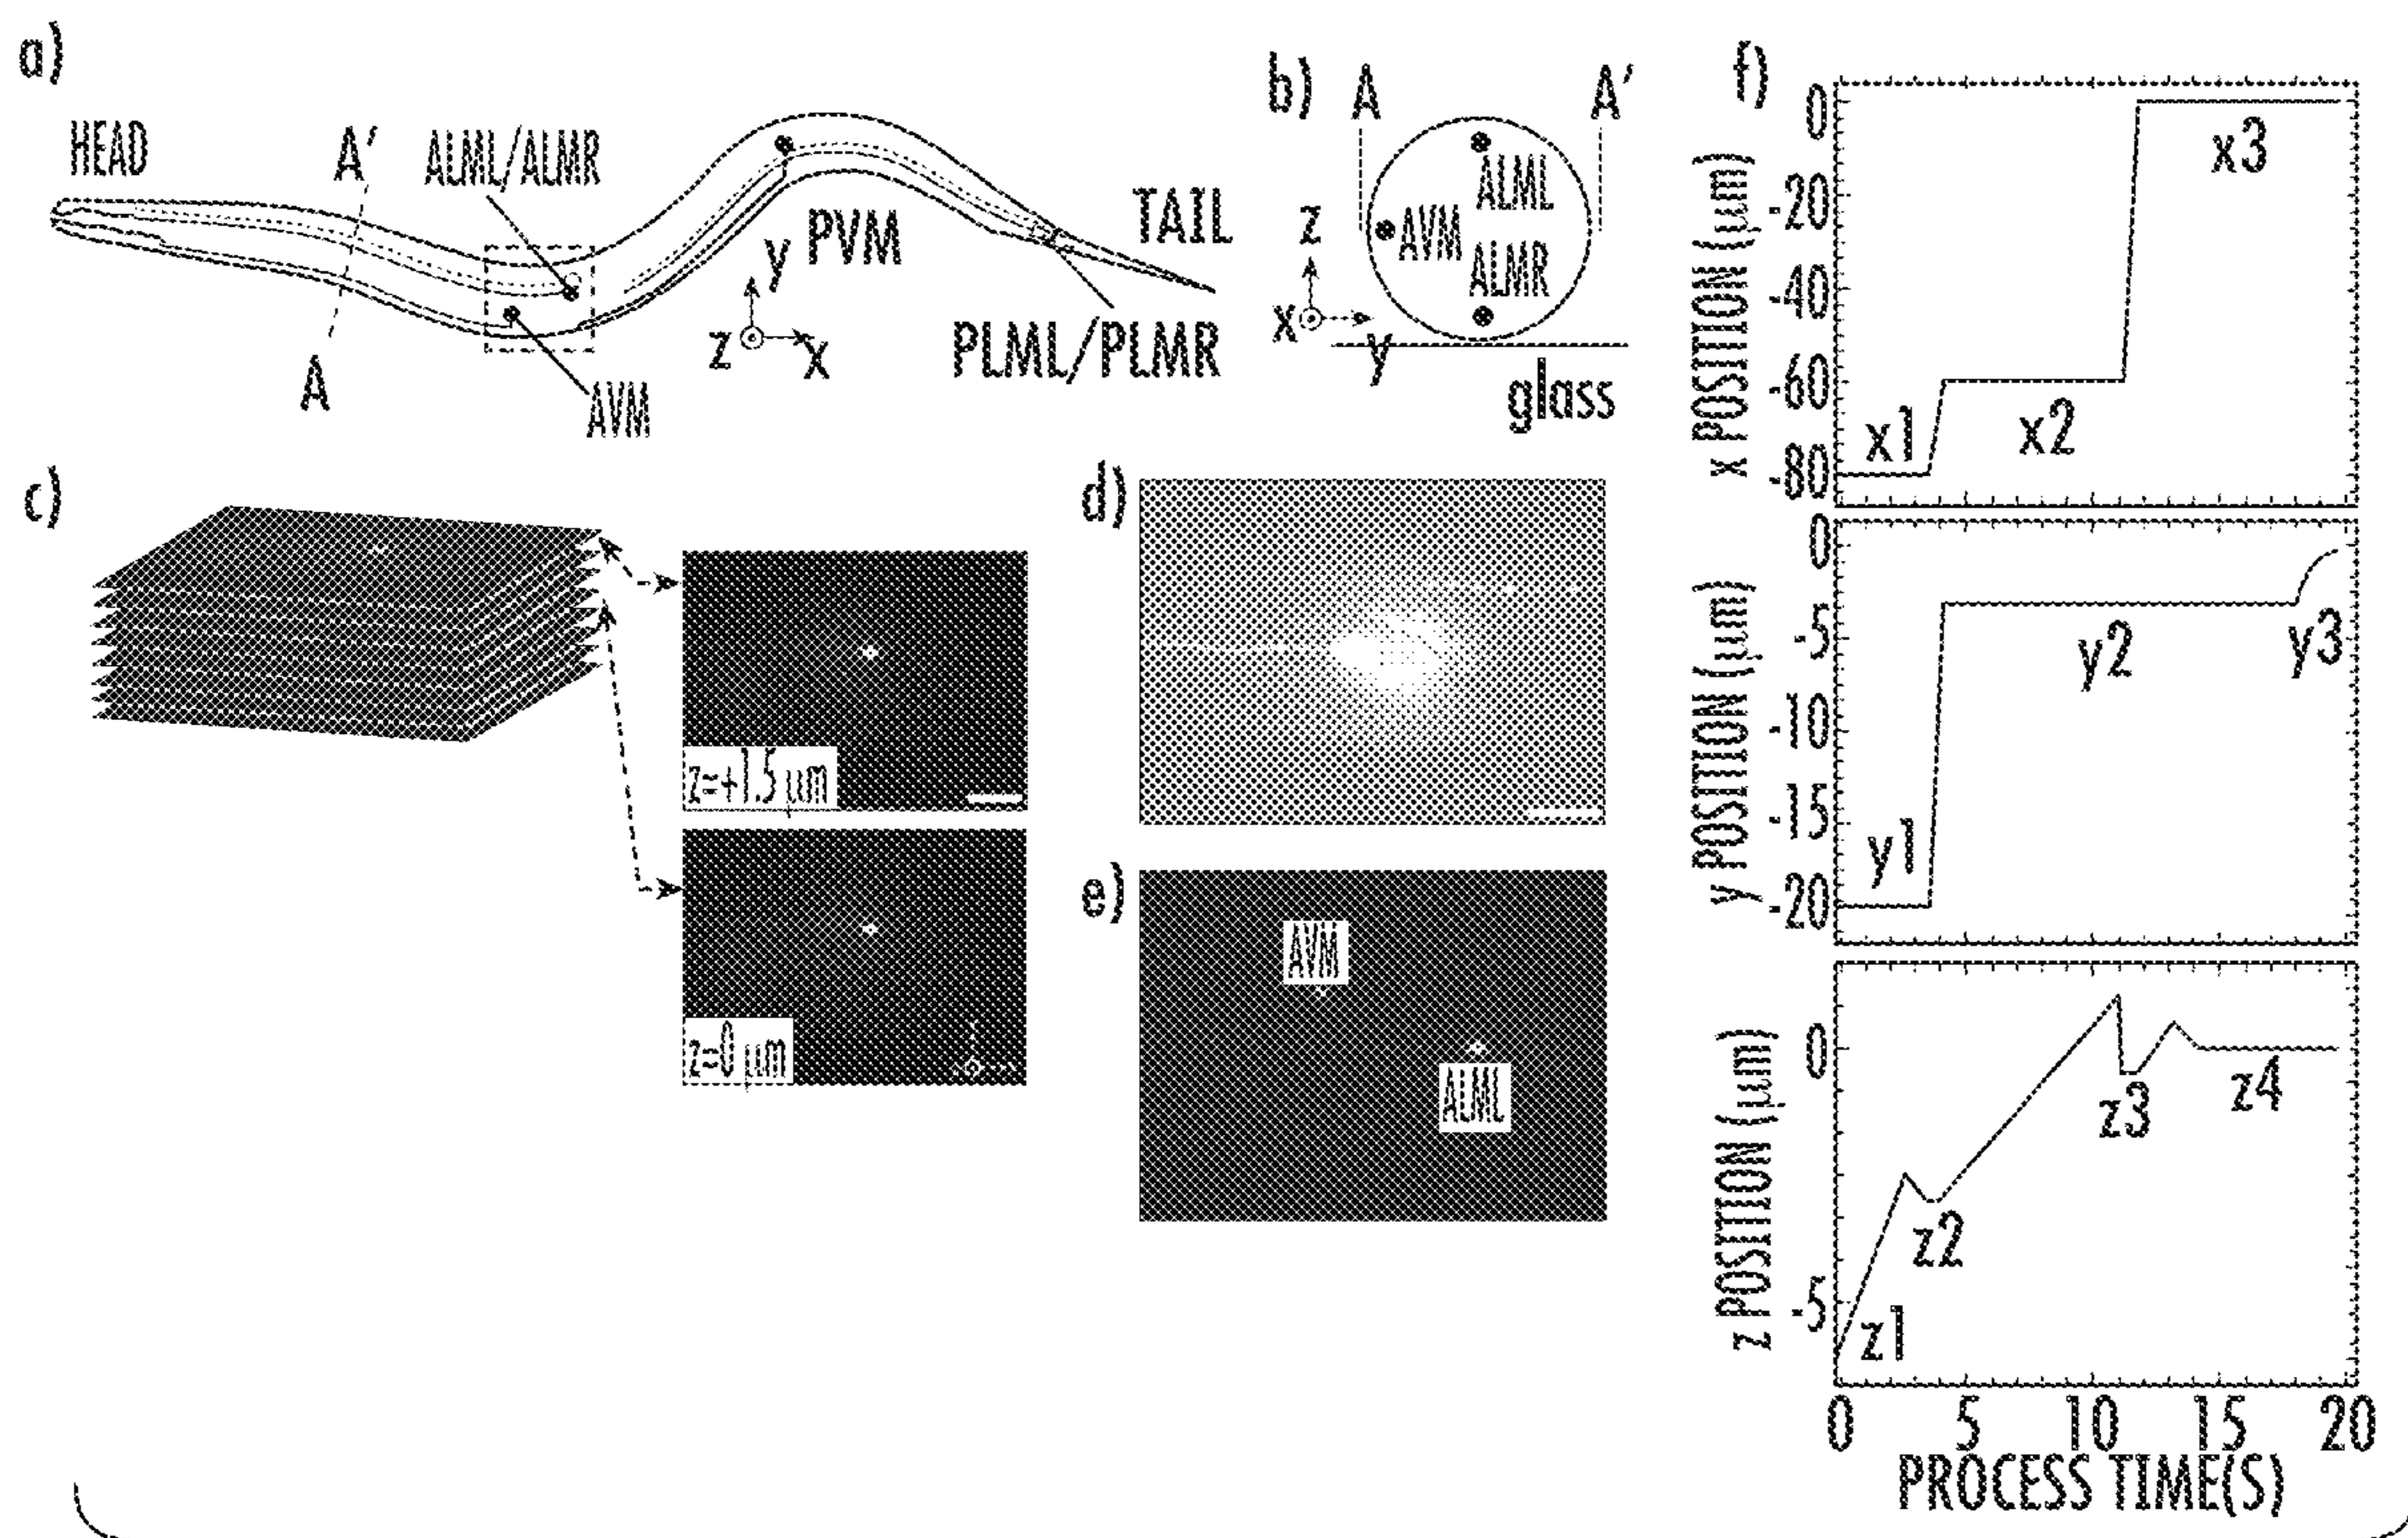 a)
HEAD
A'
ALML/ALMR
A
AVM
y
z
x
PVM
TAIL
PLML/PLMR
b)
A
A'
ALML
AVM
ALMR
z
x
y
glass
c)
z=+1.5 µm
z=0 µm
d)
e)
AVM
ALML
f)
x POSITION (µm)
0
-20
-40
-60
-80
x1
x2
x3
y POSITION (µm)
0
-5
-10
-15
-20
y1
y2
y3
z POSITION (µm)
0
-5
z1
z2
z3
z4
0 5 10 15 20
PROCESS TIME(S)